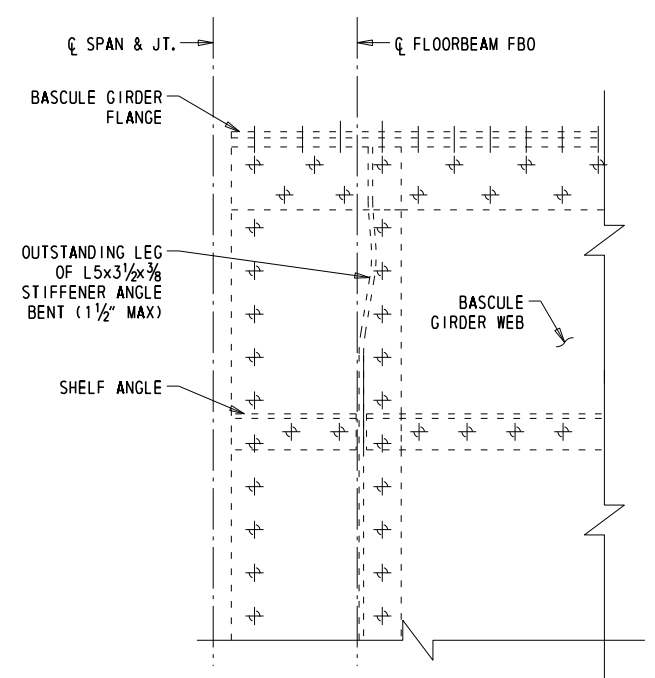 ℄ SPAN & JT.
℄ FLOORBEAM FB0
BASCULE GIRDER
FLANGE
OUTSTANDING LEG
OF L5x3½x⅜
STIFFENER ANGLE
BENT (1½" MAX)
BASCULE
GIRDER WEB
SHELF ANGLE